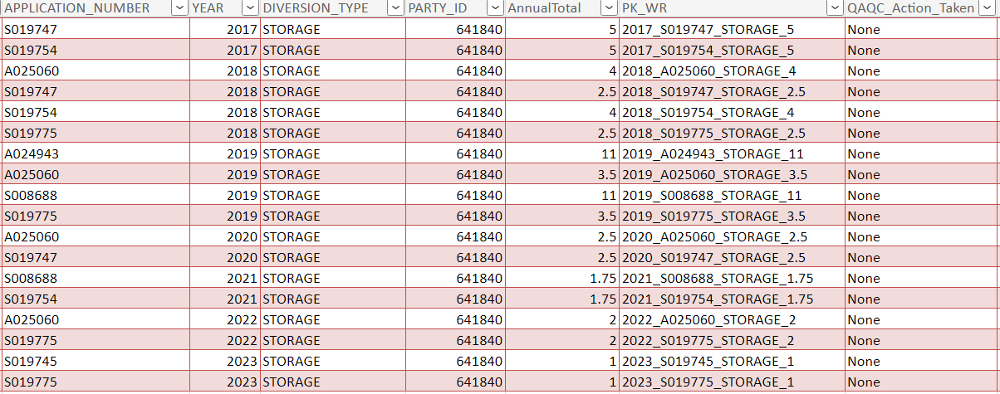 APPLICATION_NUMBER YEAR DIVERSION_TYPE PARTY_ID AnnualTotal PK_WR QAQC_Action_Taken
S019747 2017 STORAGE 641840 5 2017_S019747_STORAGE_5 None
S019754 2017 STORAGE 641840 5 2017_S019754_STORAGE_5 None
A025060 2018 STORAGE 641840 4 2018_A025060_STORAGE_4 None
S019747 2018 STORAGE 641840 2.5 2018_S019747_STORAGE_2.5 None
S019754 2018 STORAGE 641840 4 2018_S019754_STORAGE_4 None
S019775 2018 STORAGE 641840 2.5 2018_S019775_STORAGE_2.5 None
A024943 2019 STORAGE 641840 11 2019_A024943_STORAGE_11 None
A025060 2019 STORAGE 641840 3.5 2019_A025060_STORAGE_3.5 None
S008688 2019 STORAGE 641840 11 2019_S008688_STORAGE_11 None
S019775 2019 STORAGE 641840 3.5 2019_S019775_STORAGE_3.5 None
A025060 2020 STORAGE 641840 2.5 2020_A025060_STORAGE_2.5 None
S019747 2020 STORAGE 641840 2.5 2020_S019747_STORAGE_2.5 None
S008688 2021 STORAGE 641840 1.75 2021_S008688_STORAGE_1.75 None
S019754 2021 STORAGE 641840 1.75 2021_S019754_STORAGE_1.75 None
A025060 2022 STORAGE 641840 2 2022_A025060_STORAGE_2 None
S019775 2022 STORAGE 641840 2 2022_S019775_STORAGE_2 None
S019745 2023 STORAGE 641840 1 2023_S019745_STORAGE_1 None
S019775 2023 STORAGE 641840 1 2023_S019775_STORAGE_1 None